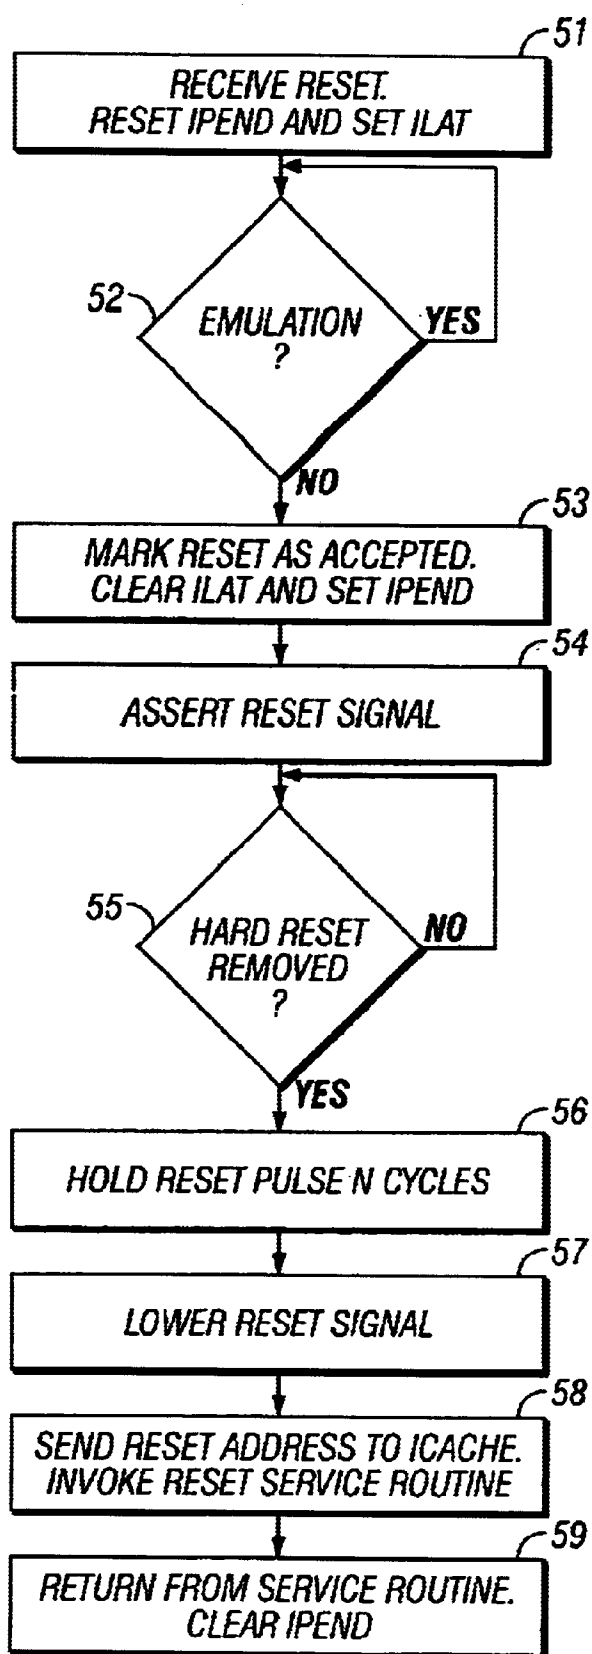 51
RECEIVE RESET.
RESET IPEND AND SET ILAT
52
EMULATION
?
YES
NO
53
MARK RESET AS ACCEPTED.
CLEAR ILAT AND SET IPEND
54
ASSERT RESET SIGNAL
55
HARD RESET
REMOVED
?
NO
YES
56
HOLD RESET PULSE N CYCLES
57
LOWER RESET SIGNAL
58
SEND RESET ADDRESS TO ICACHE.
INVOKE RESET SERVICE ROUTINE
59
RETURN FROM SERVICE ROUTINE.
CLEAR IPEND